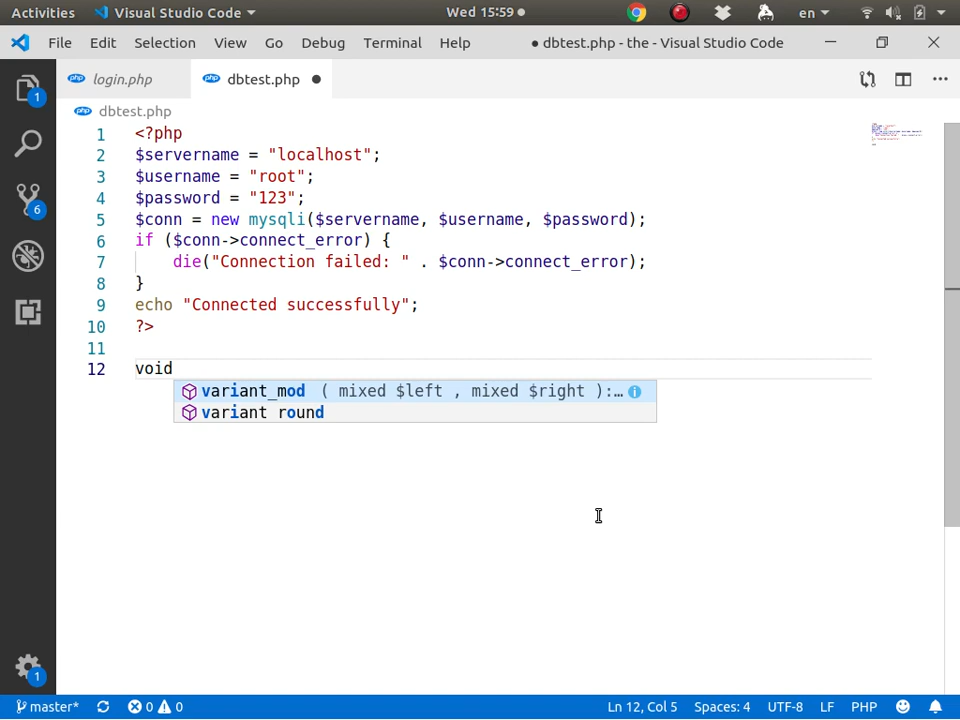 Activities Visual Studio Code Wed 15:59 en
File Edit Selection View Go Debug Terminal Help ● dbtest.php - the - Visual Studio Code
php login.php php dbtest.php
php dbtest.php
1 <?php
2 $servername = "localhost";
3 $username = "root";
4 $password = "123";
5 $conn = new mysqli($servername, $username, $password);
6 if ($conn->connect_error) {
7 die("Connection failed: " . $conn->connect_error);
8 }
9 echo "Connected successfully";
10 ?>
11
12 void
variant_mod ( mixed $left , mixed $right ):…
variant_round
1
6
1
master* 0 0 Ln 12, Col 5 Spaces: 4 UTF-8 LF PHP